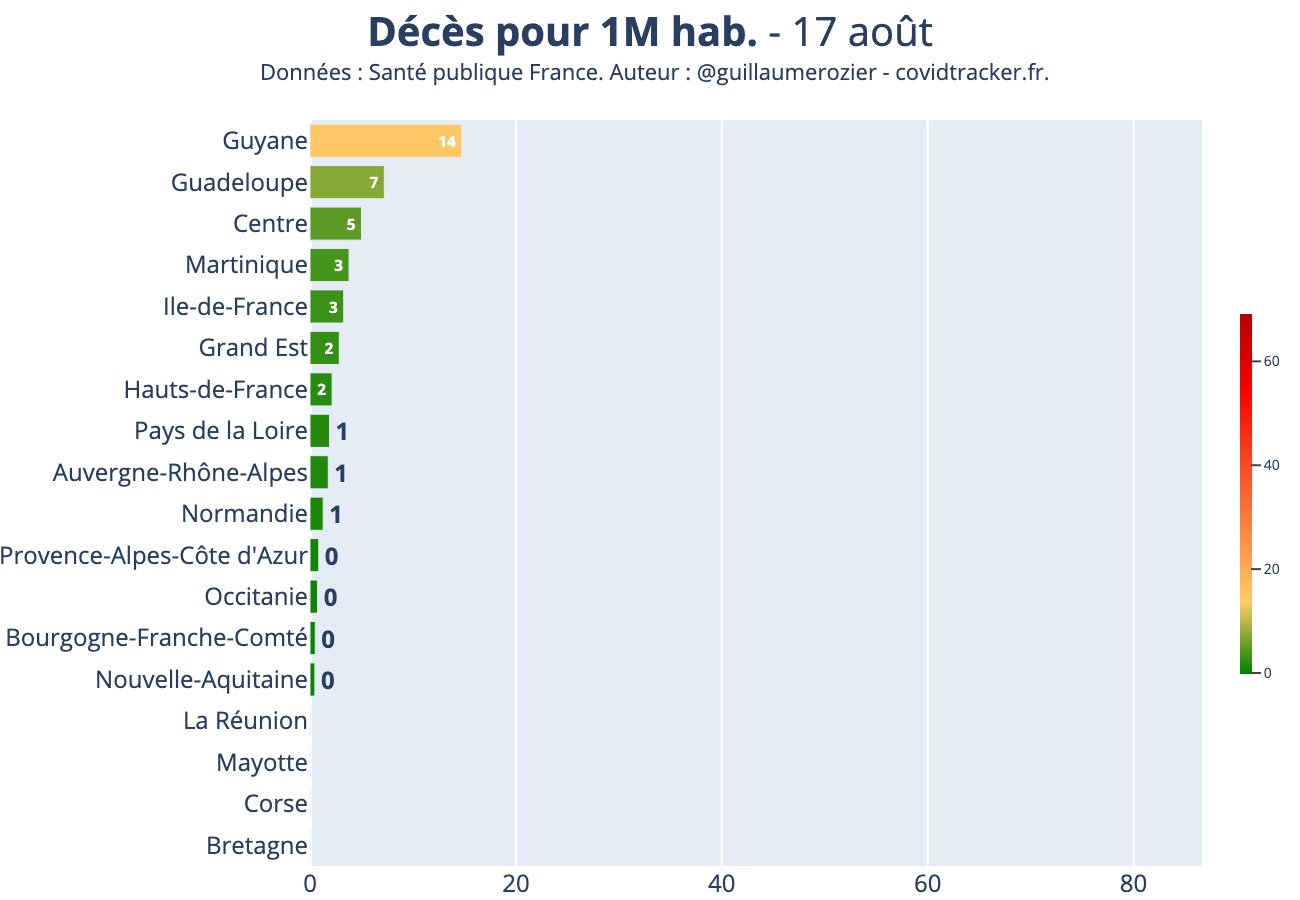 Décès pour 1M hab. - 17 août
Données : Santé publique France. Auteur : @guillaumerozier - covidtracker.fr.
Guyane 14
Guadeloupe 7
Centre 5
Martinique 3
Ile-de-France 3
Grand Est 2
Hauts-de-France 2
Pays de la Loire 1
Auvergne-Rhône-Alpes 1
Normandie 1
Provence-Alpes-Côte d'Azur 0
Occitanie 0
Bourgogne-Franche-Comté 0
Nouvelle-Aquitaine 0
La Réunion
Mayotte
Corse
Bretagne
0 20 40 60 80
60
40
20
0